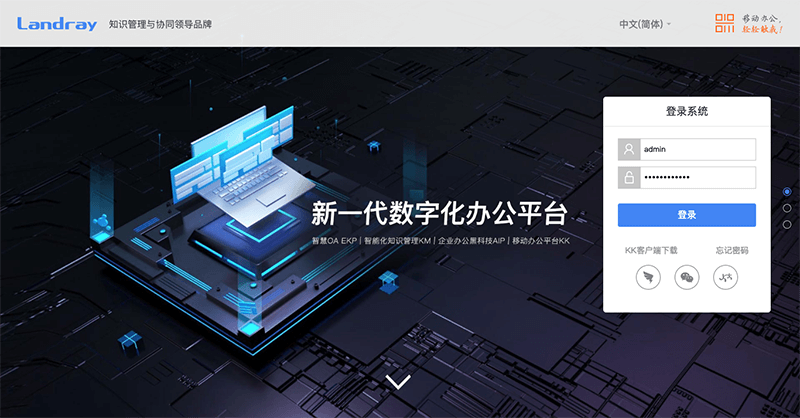 Landray 知识管理与协同领导品牌
中文(简体)
移动办公,
轻松敏感!
登录系统
admin
••••••••••••
登录
KK客户端下载 忘记密码
新一代数字化办公平台
智慧OA EKP | 智能化知识管理KM | 企业办公黑科技AIP | 移动办公平台KK